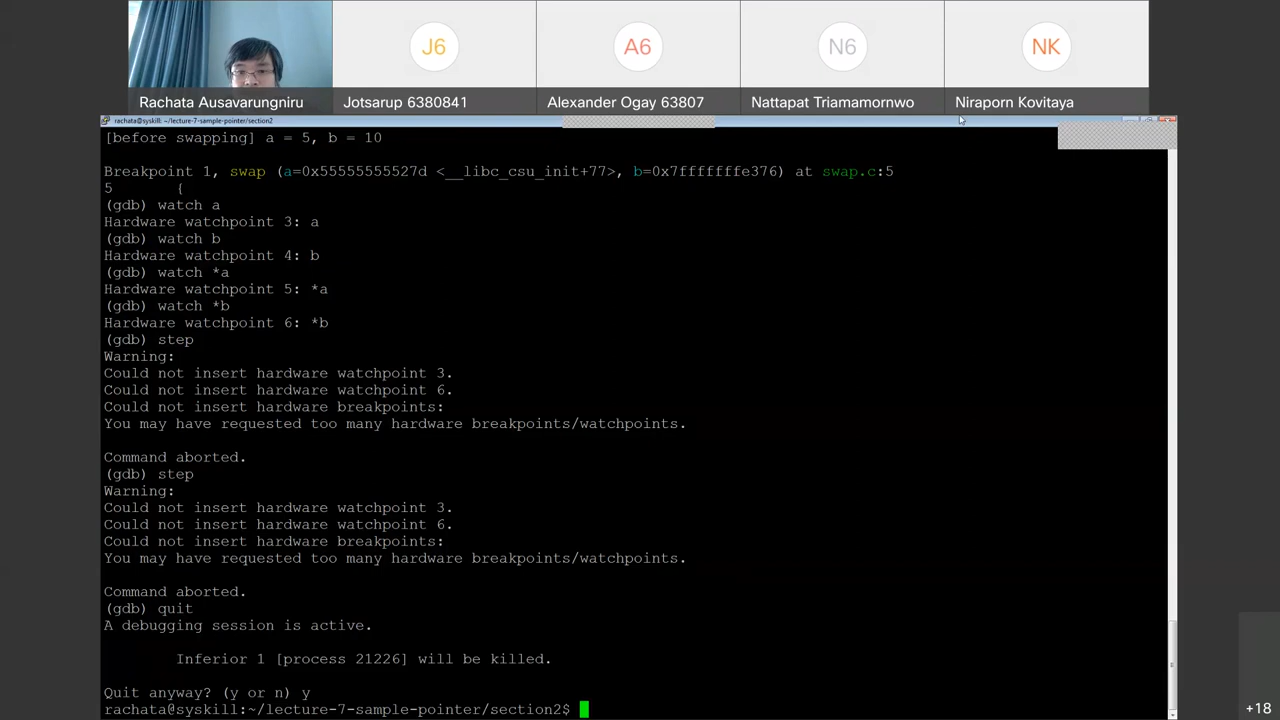 J6
A6
N6
NK
Rachata Ausavarungniru
Jotsarup 6380841
Alexander Ogay 63807
Nattapat Triamamornwo
Niraporn Kovitaya
rachata@syskill: ~/lecture-7-sample-pointer/section2
[before swapping] a = 5, b = 10
Breakpoint 1, swap (a=0x55555555527d <__libc_csu_init+77>, b=0x7fffffffe376) at swap.c:5
5 {
(gdb) watch a
Hardware watchpoint 3: a
(gdb) watch b
Hardware watchpoint 4: b
(gdb) watch *a
Hardware watchpoint 5: *a
(gdb) watch *b
Hardware watchpoint 6: *b
(gdb) step
Warning:
Could not insert hardware watchpoint 3.
Could not insert hardware watchpoint 6.
Could not insert hardware breakpoints:
You may have requested too many hardware breakpoints/watchpoints.
Command aborted.
(gdb) step
Warning:
Could not insert hardware watchpoint 3.
Could not insert hardware watchpoint 6.
Could not insert hardware breakpoints:
You may have requested too many hardware breakpoints/watchpoints.
Command aborted.
(gdb) quit
A debugging session is active.
Inferior 1 [process 21226] will be killed.
Quit anyway? (y or n) y
rachata@syskill:~/lecture-7-sample-pointer/section2$
+18